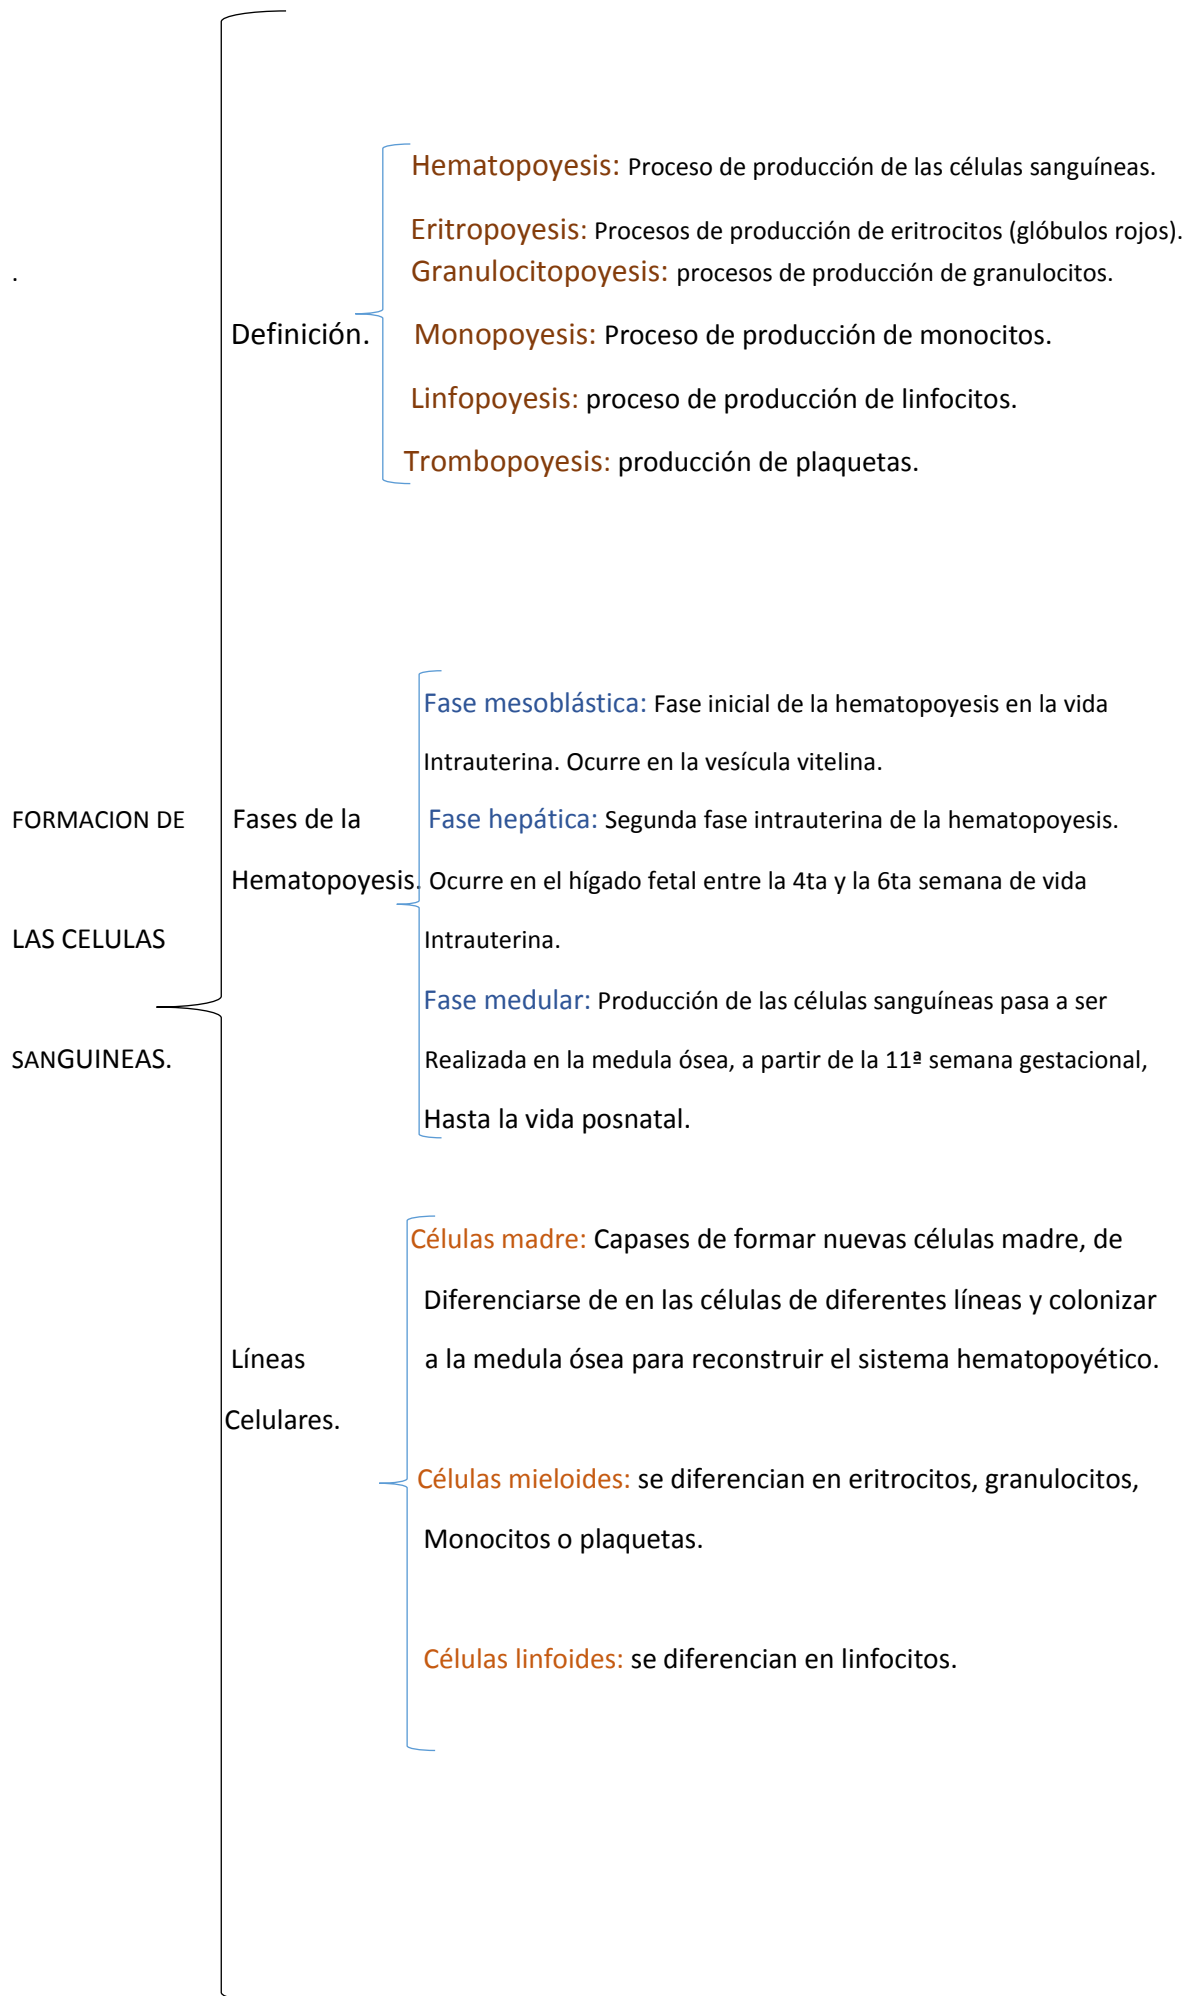 Hematopoyesis: Proceso de producción de las células sanguíneas.
Eritropoyesis: Procesos de producción de eritrocitos (glóbulos rojos).
.
Granulocitopoyesis: procesos de producción de granulocitos.
Definición.
Monopoyesis: Proceso de producción de monocitos.
Linfopoyesis: proceso de producción de linfocitos.
Trombopoyesis: producción de plaquetas.
Fase mesoblástica: Fase inicial de la hematopoyesis en la vida
Intrauterina. Ocurre en la vesícula vitelina.
FORMACION DE
Fases de la
Fase hepática: Segunda fase intrauterina de la hematopoyesis.
Hematopoyesis.
Ocurre en el hígado fetal entre la 4ta y la 6ta semana de vida
LAS CELULAS
Intrauterina.
Fase medular: Producción de las células sanguíneas pasa a ser
SANGUINEAS.
Realizada en la medula ósea, a partir de la 11ª semana gestacional,
Hasta la vida posnatal.
Células madre: Capases de formar nuevas células madre, de
Diferenciarse de en las células de diferentes líneas y colonizar
Líneas
a la medula ósea para reconstruir el sistema hematopoyético.
Celulares.
Células mieloides: se diferencian en eritrocitos, granulocitos,
Monocitos o plaquetas.
Células linfoides: se diferencian en linfocitos.